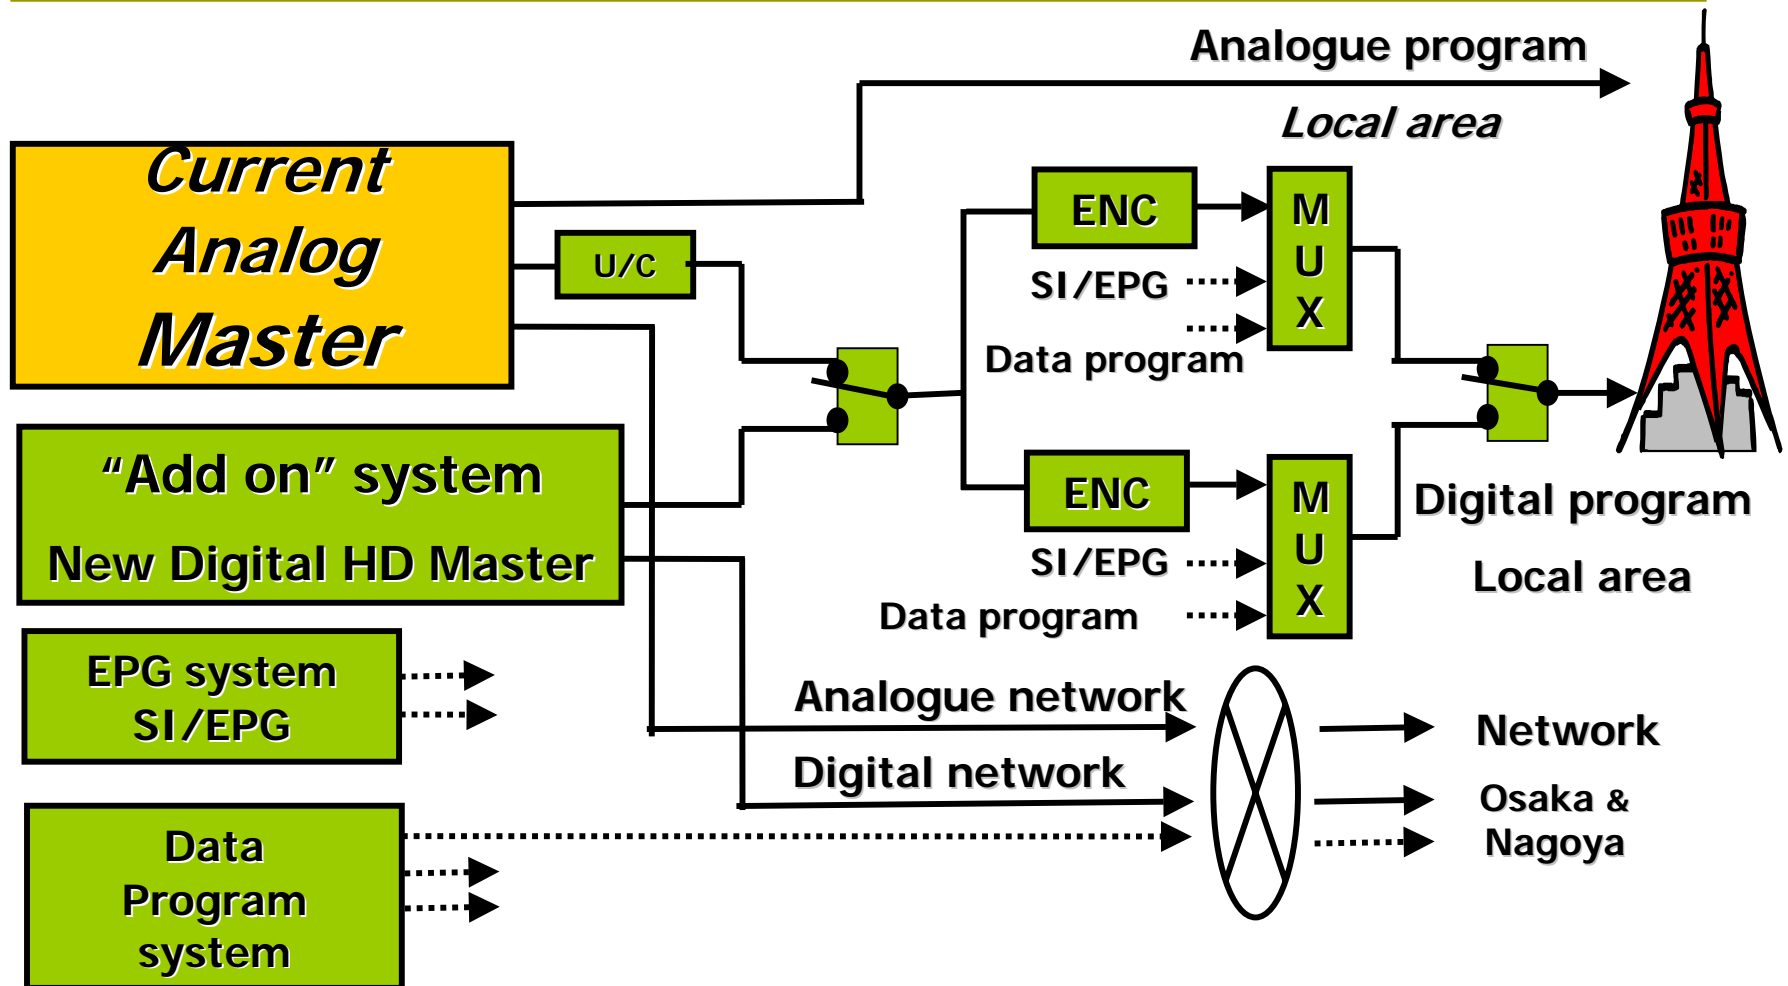 Analogue program
Local area
Current
Analog
Master
U/C
ENC
M
U
X
SI/EPG
Data program
“Add on” system
New Digital HD Master
ENC
M
U
X
SI/EPG
Data program
Digital program
Local area
EPG system
SI/EPG
Analogue network
Digital network
Network
Osaka &
Nagoya
Data
Program
system